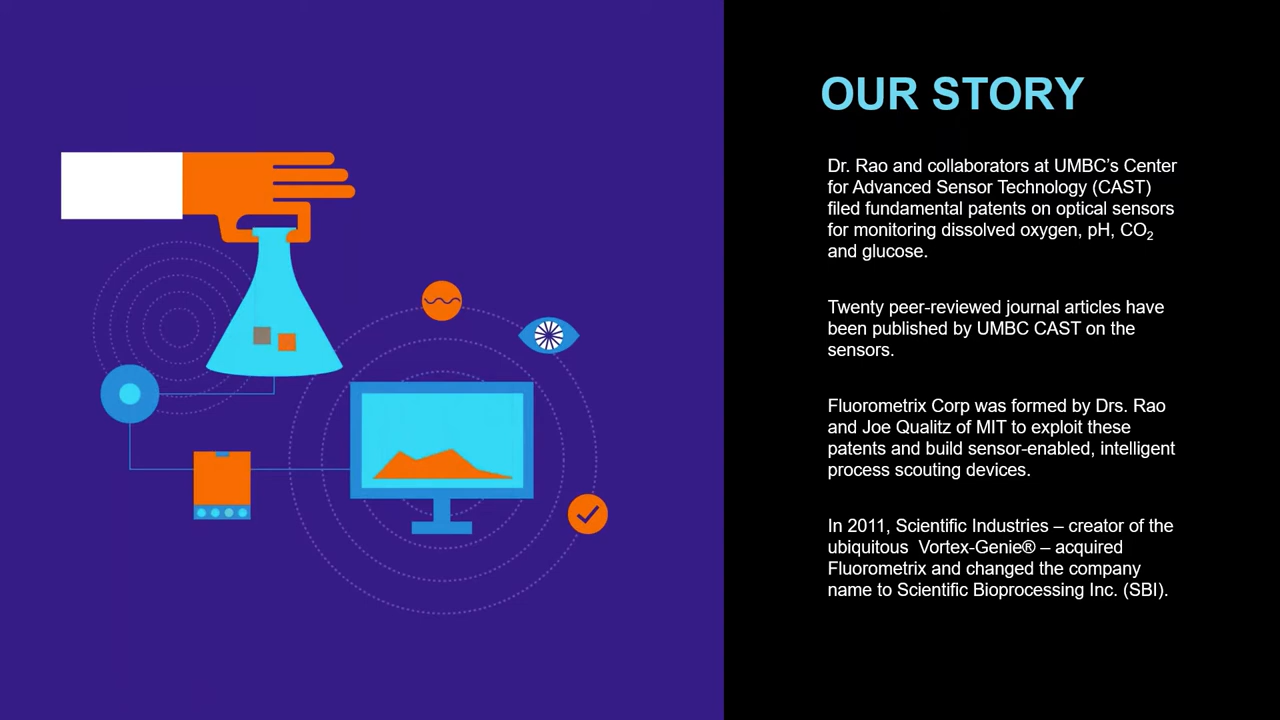 OUR STORY
Dr. Rao and collaborators at UMBC’s Center
for Advanced Sensor Technology (CAST)
filed fundamental patents on optical sensors
for monitoring dissolved oxygen, pH, CO₂
and glucose.
Twenty peer-reviewed journal articles have
been published by UMBC CAST on the
sensors.
Fluorometrix Corp was formed by Drs. Rao
and Joe Qualitz of MIT to exploit these
patents and build sensor-enabled, intelligent
process scouting devices.
In 2011, Scientific Industries – creator of the
ubiquitous  Vortex-Genie® – acquired
Fluorometrix and changed the company
name to Scientific Bioprocessing Inc. (SBI).